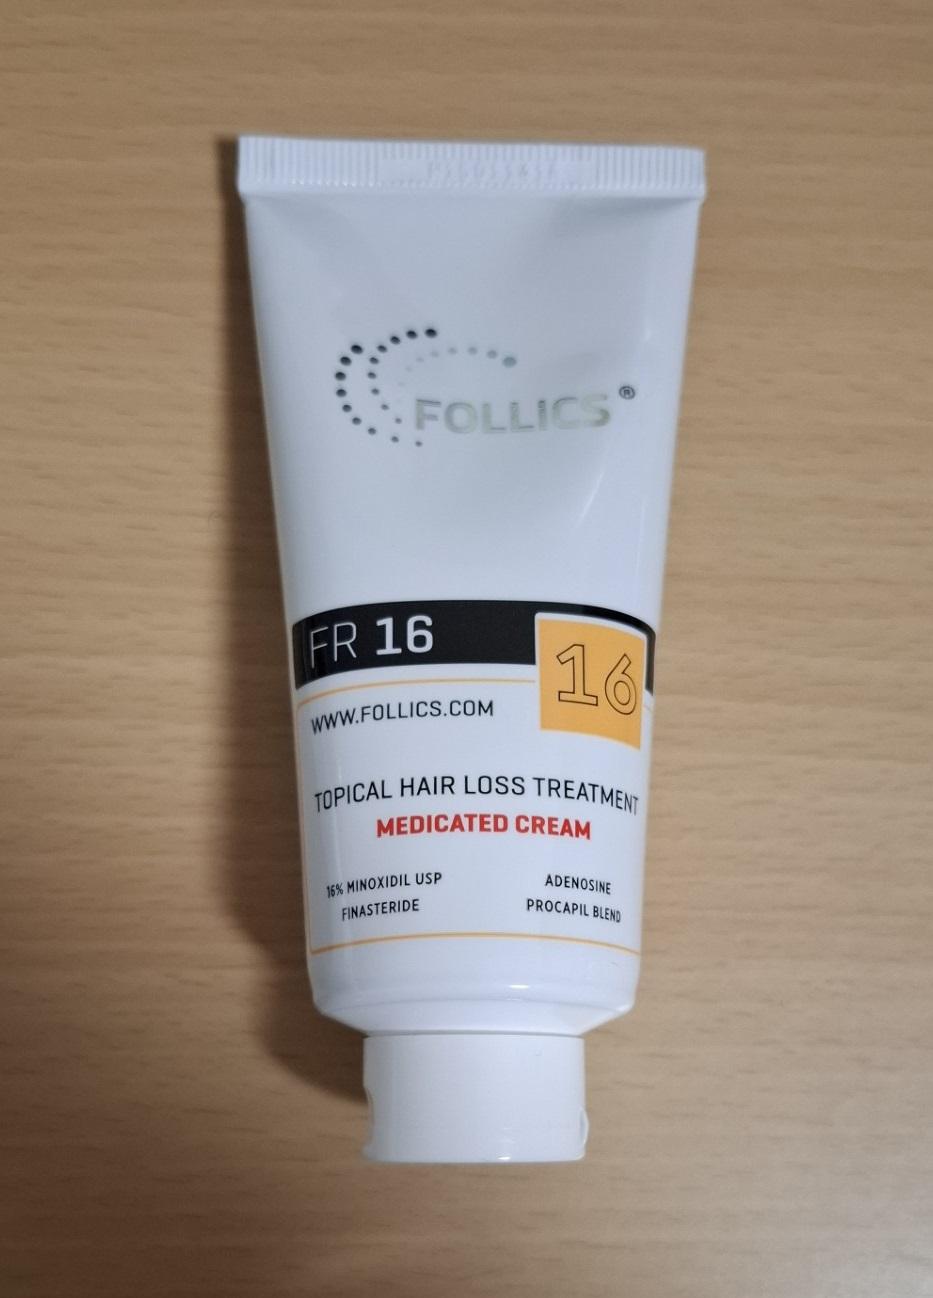 FOLLICS®
FR 16
16
WWW.FOLLICS.COM
TOPICAL HAIR LOSS TREATMENT
MEDICATED CREAM
16% MINOXIDIL USP
FINASTERIDE
ADENOSINE
PROCAPIL BLEND